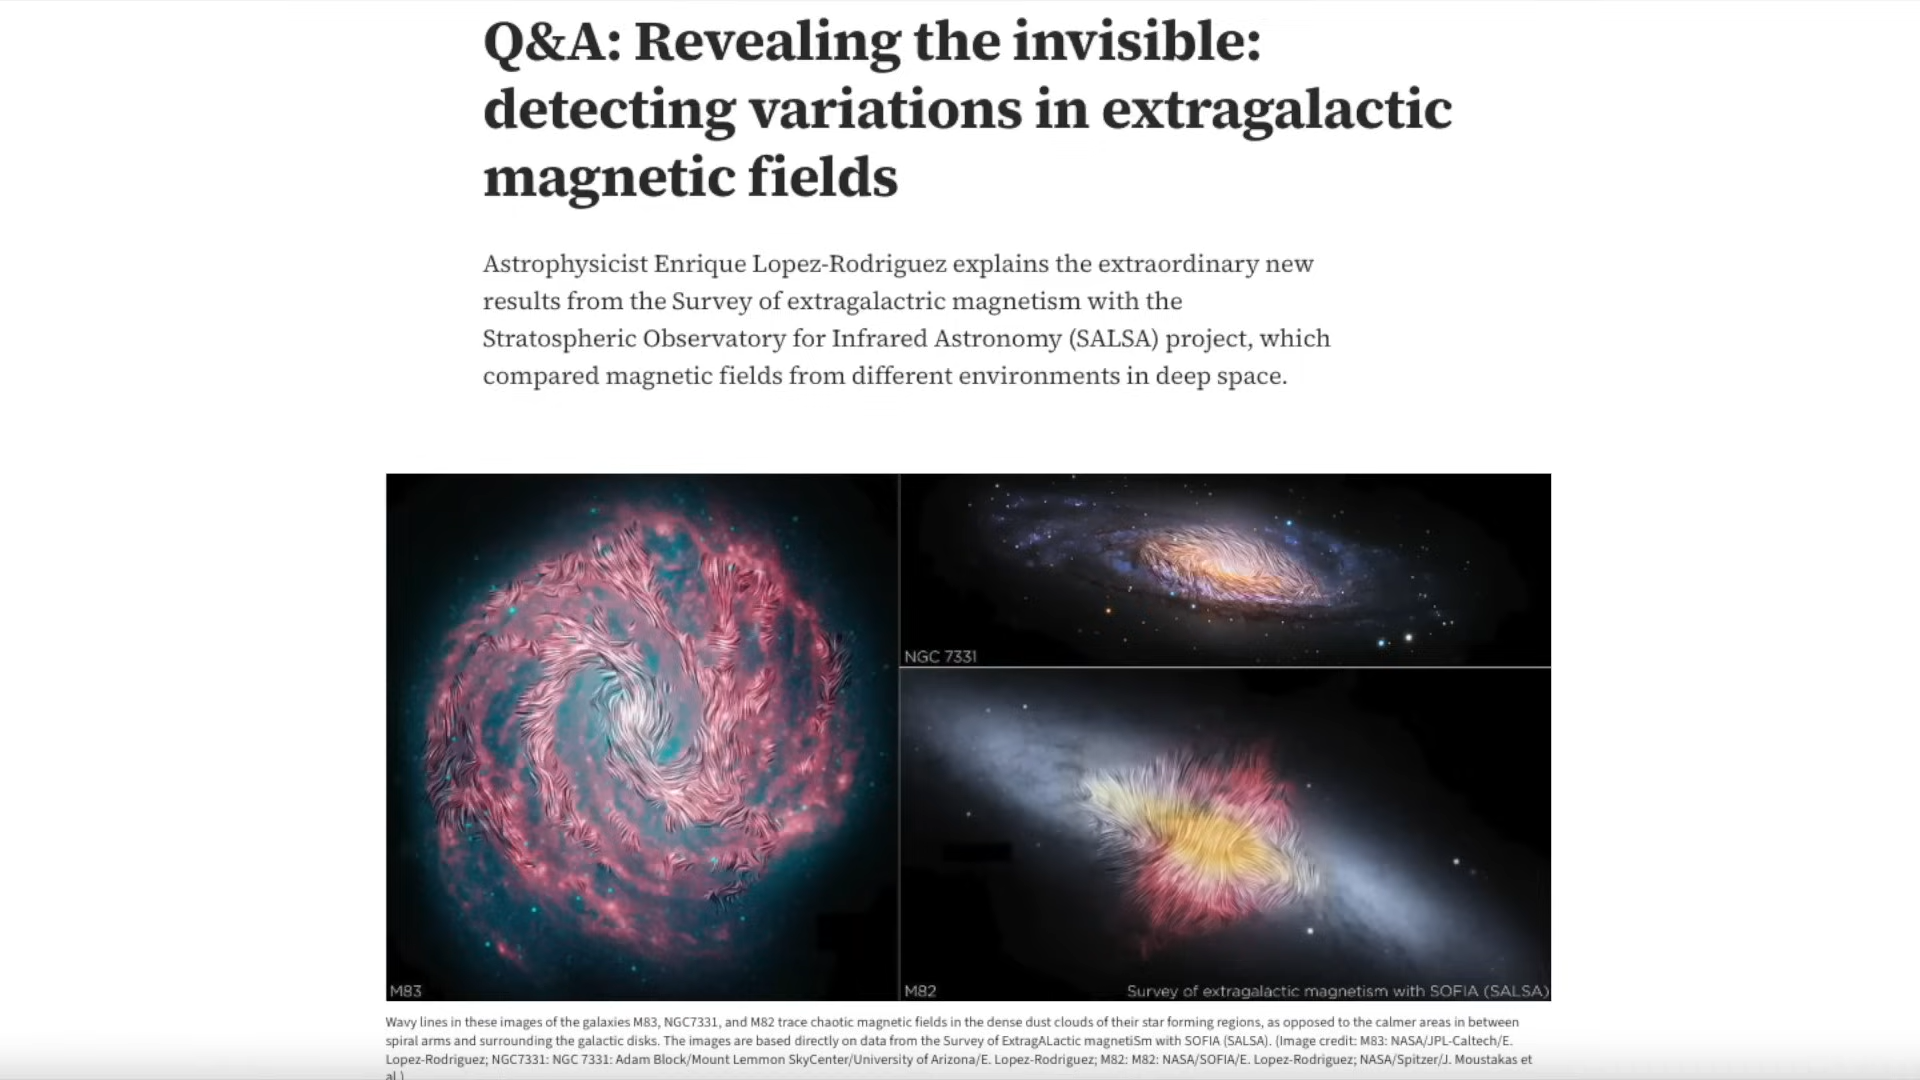 Q&A: Revealing the invisible:
detecting variations in extragalactic
magnetic fields
Astrophysicist Enrique Lopez-Rodriguez explains the extraordinary new
results from the Survey of extragalactric magnetism with the
Stratospheric Observatory for Infrared Astronomy (SALSA) project, which
compared magnetic fields from different environments in deep space.
NGC 7331
M83
M82
Survey of extragalactic magnetism with SOFIA (SALSA)
Wavy lines in these images of the galaxies M83, NGC7331, and M82 trace chaotic magnetic fields in the dense dust clouds of their star forming regions, as opposed to the calmer areas in between
spiral arms and surrounding the galactic disks. The images are based directly on data from the Survey of ExtragALactic magnetiSm with SOFIA (SALSA). (Image credit: M83: NASA/JPL-Caltech/E.
Lopez-Rodriguez; NGC7331: NGC 7331: Adam Block/Mount Lemmon SkyCenter/University of Arizona/E. Lopez-Rodriguez; M82: M82: NASA/SOFIA/E. Lopez-Rodriguez; NASA/Spitzer/J. Moustakas et
al.)